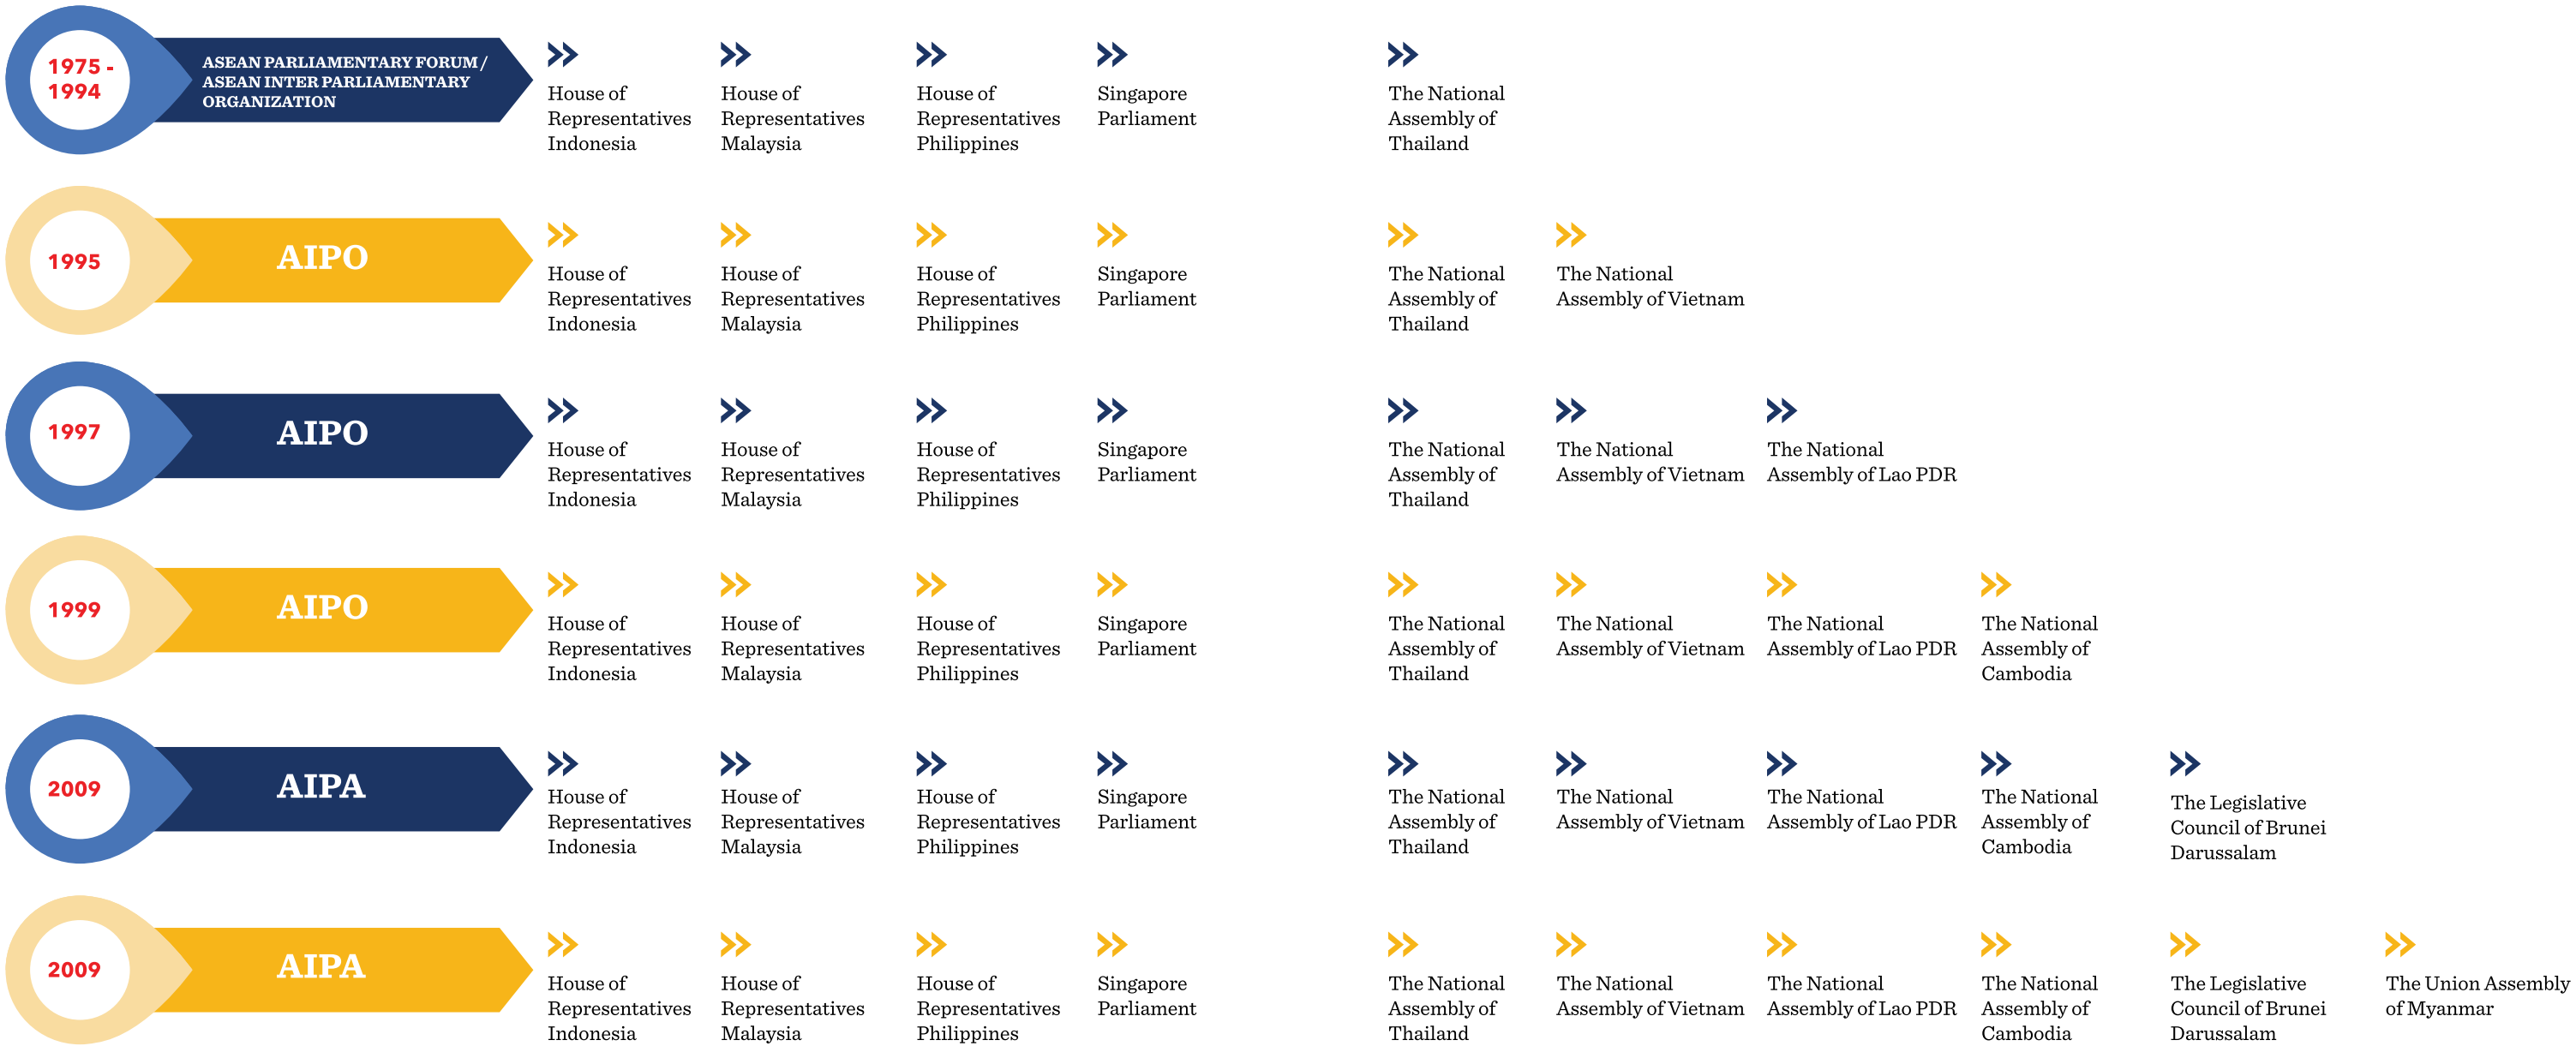 1975 -
1994
ASEAN PARLIAMENTARY FORUM /
ASEAN INTER PARLIAMENTARY
ORGANIZATION
House of
Representatives
Indonesia
House of
Representatives
Malaysia
House of
Representatives
Philippines
Singapore
Parliament
The National
Assembly of
Thailand
1995
AIPO
House of
Representatives
Indonesia
House of
Representatives
Malaysia
House of
Representatives
Philippines
Singapore
Parliament
The National
Assembly of
Thailand
The National
Assembly of Vietnam
1997
AIPO
House of
Representatives
Indonesia
House of
Representatives
Malaysia
House of
Representatives
Philippines
Singapore
Parliament
The National
Assembly of
Thailand
The National
Assembly of Vietnam
The National
Assembly of Lao PDR
1999
AIPO
House of
Representatives
Indonesia
House of
Representatives
Malaysia
House of
Representatives
Philippines
Singapore
Parliament
The National
Assembly of
Thailand
The National
Assembly of Vietnam
The National
Assembly of Lao PDR
The National
Assembly of
Cambodia
2009
AIPA
House of
Representatives
Indonesia
House of
Representatives
Malaysia
House of
Representatives
Philippines
Singapore
Parliament
The National
Assembly of
Thailand
The National
Assembly of Vietnam
The National
Assembly of Lao PDR
The National
Assembly of
Cambodia
The Legislative
Council of Brunei
Darussalam
2009
AIPA
House of
Representatives
Indonesia
House of
Representatives
Malaysia
House of
Representatives
Philippines
Singapore
Parliament
The National
Assembly of
Thailand
The National
Assembly of Vietnam
The National
Assembly of Lao PDR
The National
Assembly of
Cambodia
The Legislative
Council of Brunei
Darussalam
The Union Assembly
of Myanmar